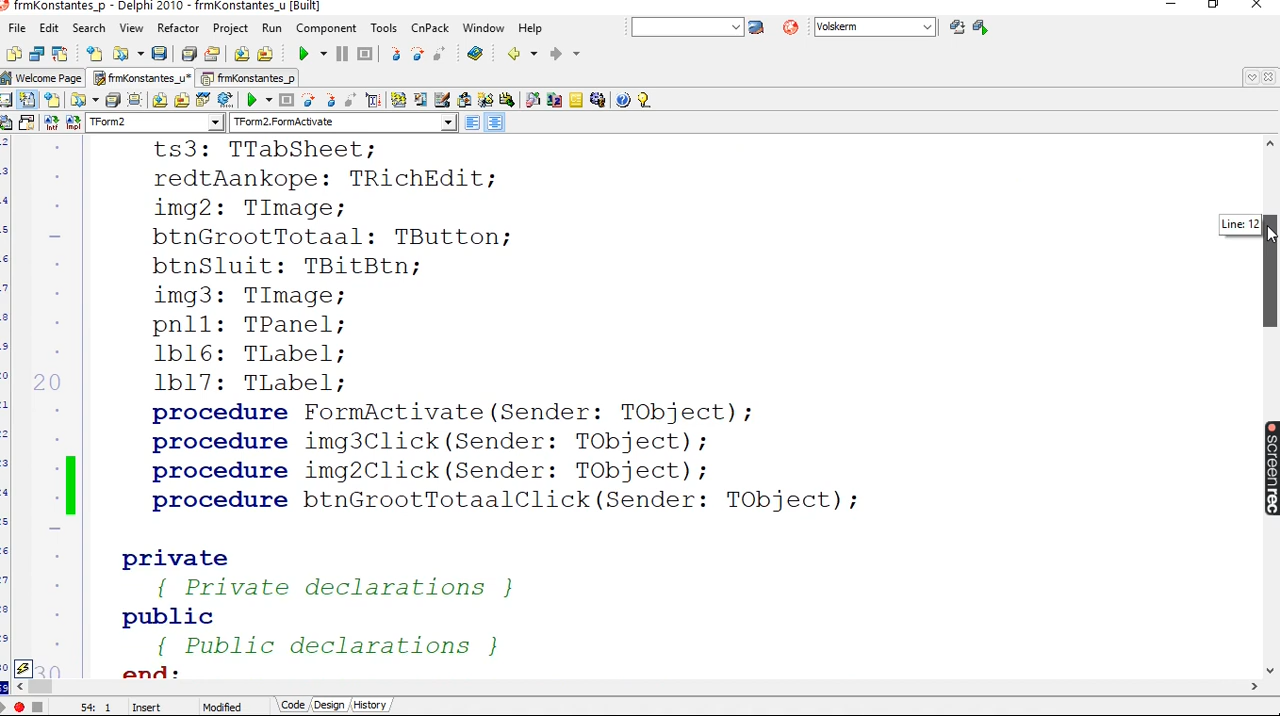 frmKonstantes_p - Delphi 2010 - frmKonstantes_u [Built]
File Edit Search View Refactor Project Run Component Tools CnPack Window Help
Volskerm
Welcome Page frmKonstantes_u* frmKonstantes_p
TForm2 TForm2.FormActivate
ts3: TTabSheet;
redtAankope: TRichEdit;
img2: TImage;
btnGrootTotaal: TButton;
Line: 12
btnSluit: TBitBtn;
img3: TImage;
pnl1: TPanel;
lbl6: TLabel;
20 lbl7: TLabel;
procedure FormActivate(Sender: TObject);
procedure img3Click(Sender: TObject);
procedure img2Click(Sender: TObject);
procedure btnGrootTotaalClick(Sender: TObject);
screenrec
private
{ Private declarations }
public
{ Public declarations }
30 end;
54: 1 Insert Modified Code Design History